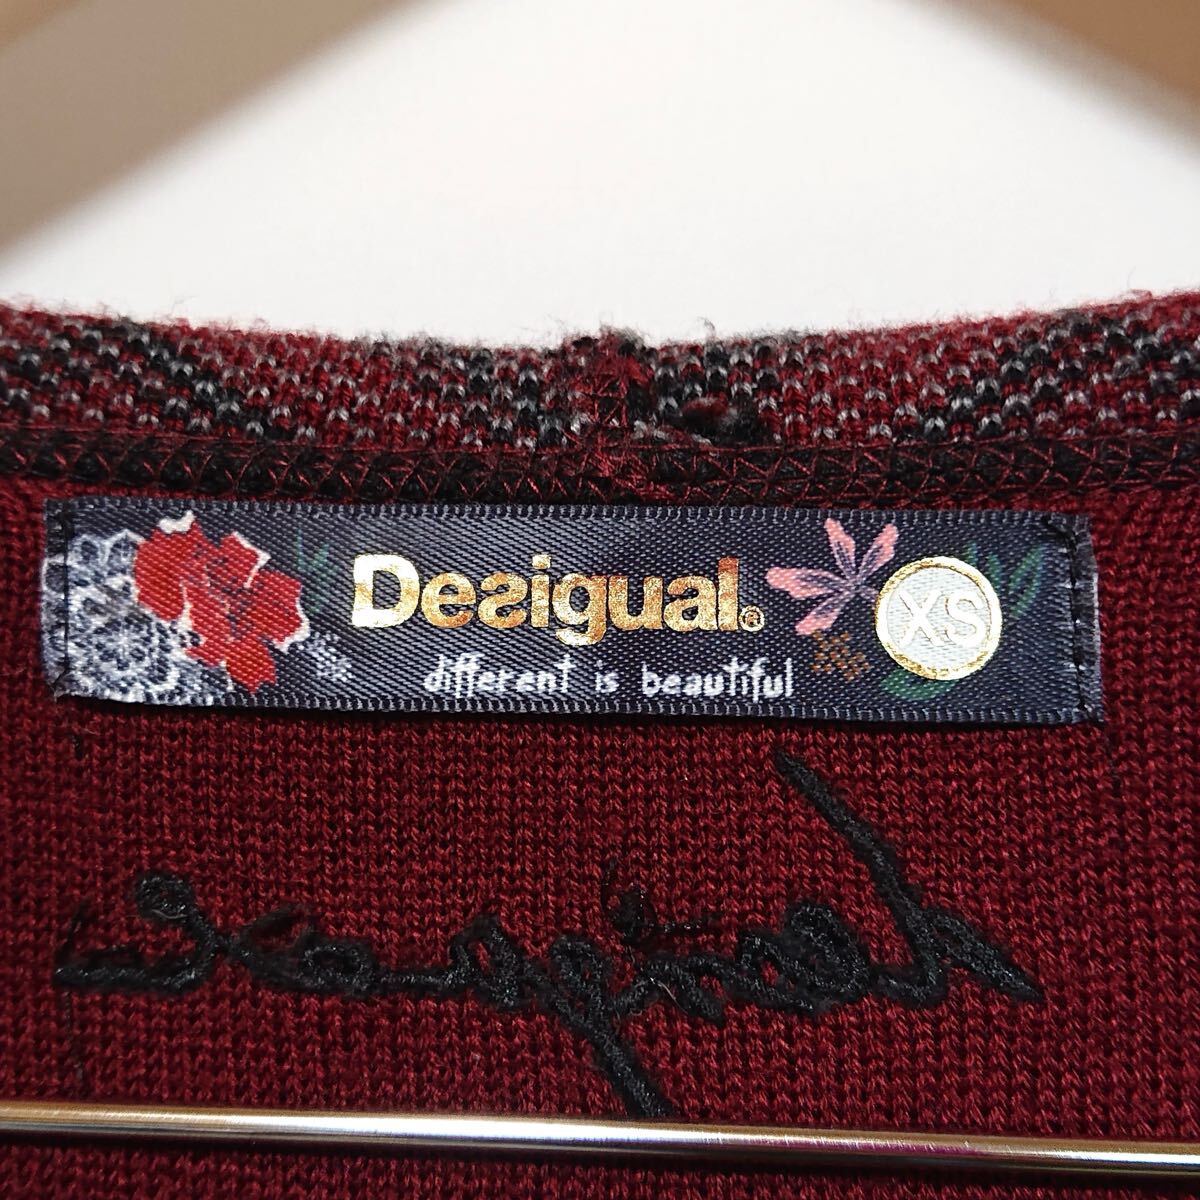 Desigual®
different is beautiful
XS